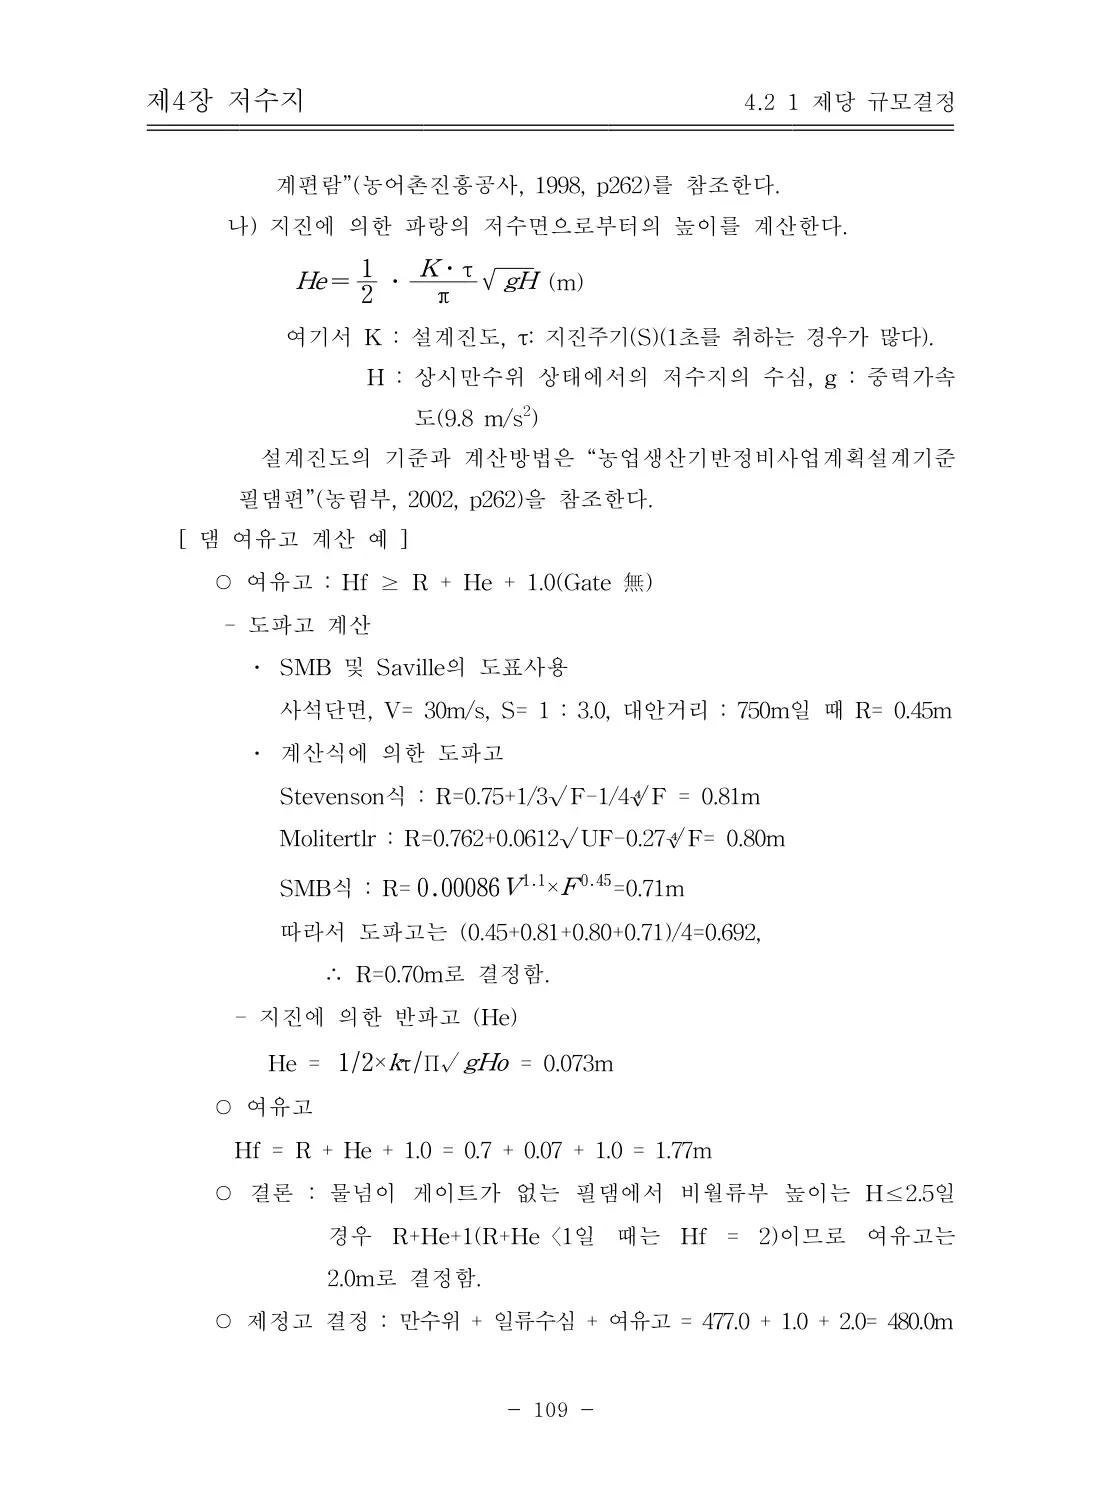 제4장 저수지
4.2 1 제당 규모결정
계편람”(농어촌진흥공사, 1998, p262)를 참조한다.
나) 지진에 의한 파랑의 저수면으로부터의 높이를 계산한다.
He = 1/2 · K·τ/π √gH (m)
여기서 K : 설계진도, τ: 지진주기(S)(1초를 취하는 경우가 많다).
H : 상시만수위 상태에서의 저수지의 수심, g : 중력가속
도(9.8 m/s²)
설계진도의 기준과 계산방법은 “농업생산기반정비사업계획설계기준
필댐편”(농림부, 2002, p262)을 참조한다.
[ 댐 여유고 계산 예 ]
○ 여유고 : Hf ≥ R + He + 1.0(Gate 無)
- 도파고 계산
· SMB 및 Saville의 도표사용
사석단면, V= 30m/s, S= 1 : 3.0, 대안거리 : 750m일 때 R= 0.45m
· 계산식에 의한 도파고
Stevenson식 : R=0.75+1/3√F-1/4∜F = 0.81m
Molitertlr : R=0.762+0.0612√UF-0.27∜F= 0.80m
SMB식 : R= 0.00086 V^1.1×F^0.45=0.71m
따라서 도파고는 (0.45+0.81+0.80+0.71)/4=0.692,
∴ R=0.70m로 결정함.
- 지진에 의한 반파고 (He)
He = 1/2×kτ/Π√gHo = 0.073m
○ 여유고
Hf = R + He + 1.0 = 0.7 + 0.07 + 1.0 = 1.77m
○ 결론 : 물넘이 게이트가 없는 필댐에서 비월류부 높이는 H≤2.5일
경우 R+He+1(R+He <1일 때는 Hf = 2)이므로 여유고는
2.0m로 결정함.
○ 제정고 결정 : 만수위 + 일류수심 + 여유고 = 477.0 + 1.0 + 2.0= 480.0m
- 109 -